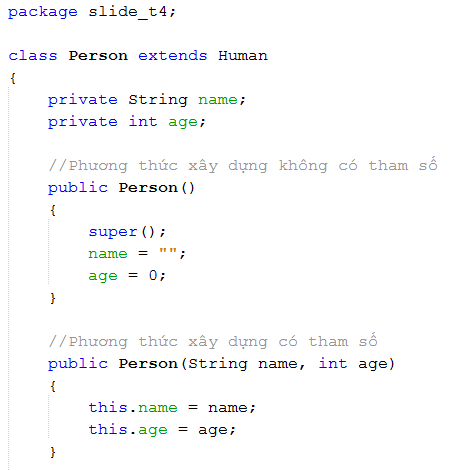 package slide_t4;
class Person extends Human
{
private String name;
private int age;
//Phương thức xây dựng không có tham số
public Person()
{
super();
name = "";
age = 0;
}
//Phương thức xây dựng có tham số
public Person(String name, int age)
{
this.name = name;
this.age = age;
}